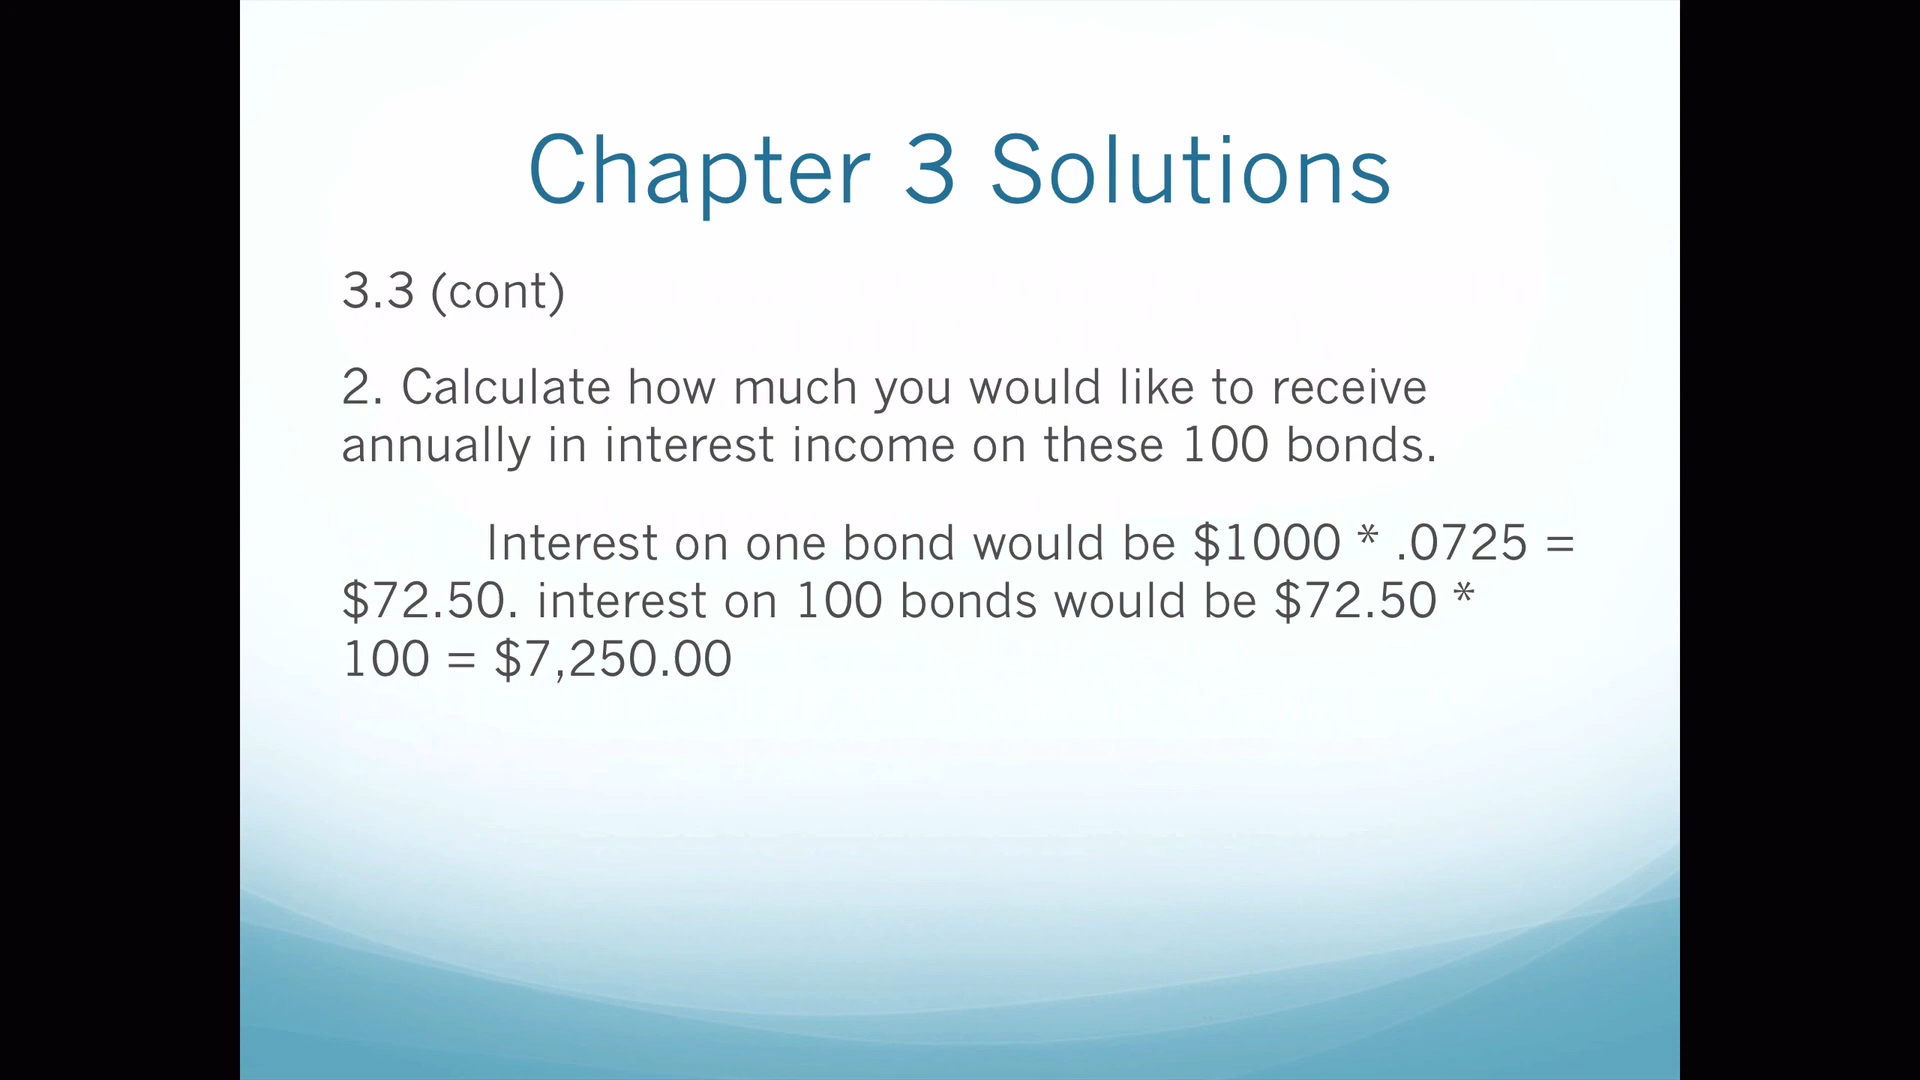 Chapter 3 Solutions
3.3 (cont)
2. Calculate how much you would like to receive
annually in interest income on these 100 bonds.
Interest on one bond would be $1000 * .0725 =
$72.50. interest on 100 bonds would be $72.50 *
100 = $7,250.00